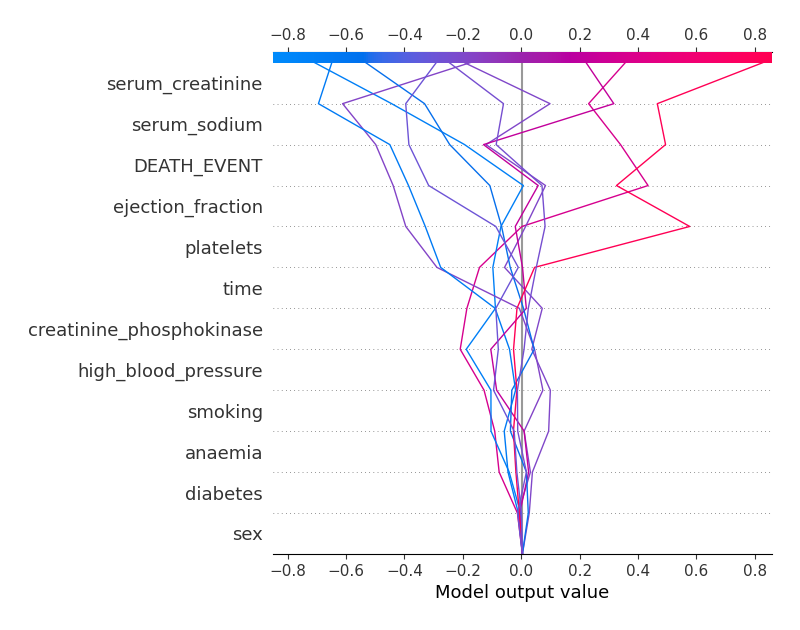 −0.8 −0.6 −0.4 −0.2 0.0 0.2 0.4 0.6 0.8
serum_creatinine
serum_sodium
DEATH_EVENT
ejection_fraction
platelets
time
creatinine_phosphokinase
high_blood_pressure
smoking
anaemia
diabetes
sex
−0.8 −0.6 −0.4 −0.2 0.0 0.2 0.4 0.6 0.8
Model output value